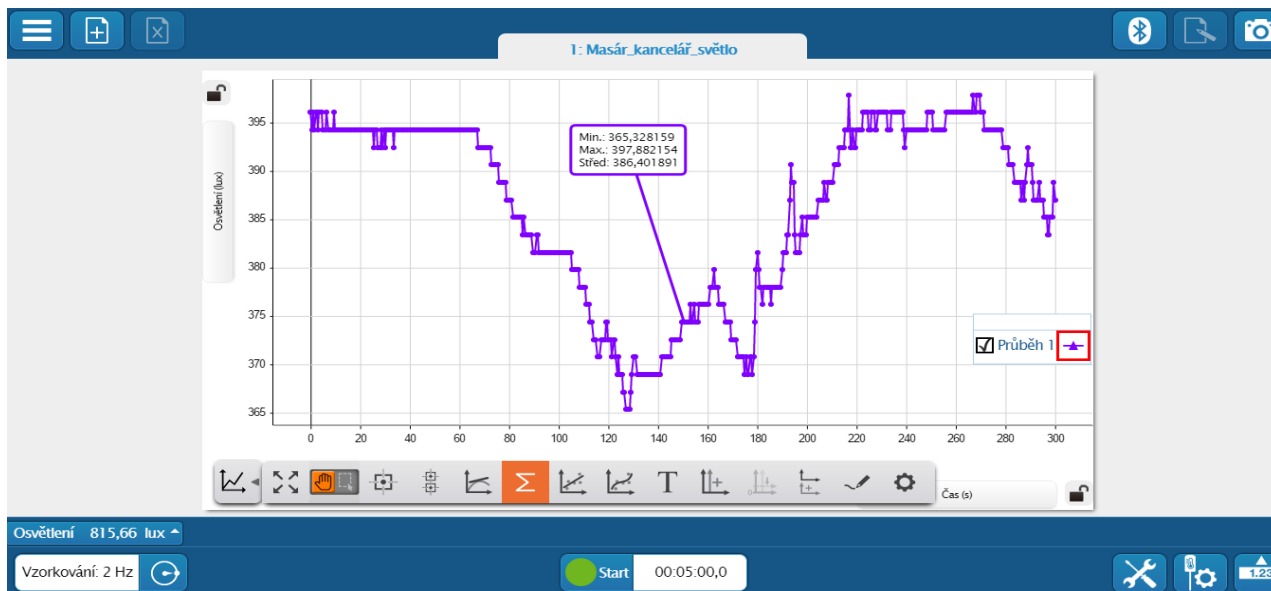 1: Masár_kancelář_světlo
Osvětlení (lux)
395
390
385
380
375
370
365
Min.: 365,328159
Max.: 397,882154
Střed: 386,401891
Průběh 1
0 20 40 60 80 100 120 140 160 180 200 220 240 260 280 300
Σ
T
Čas (s)
Osvětlení 815,66 lux
Vzorkování: 2 Hz
Start
00:05:00,0
1.23